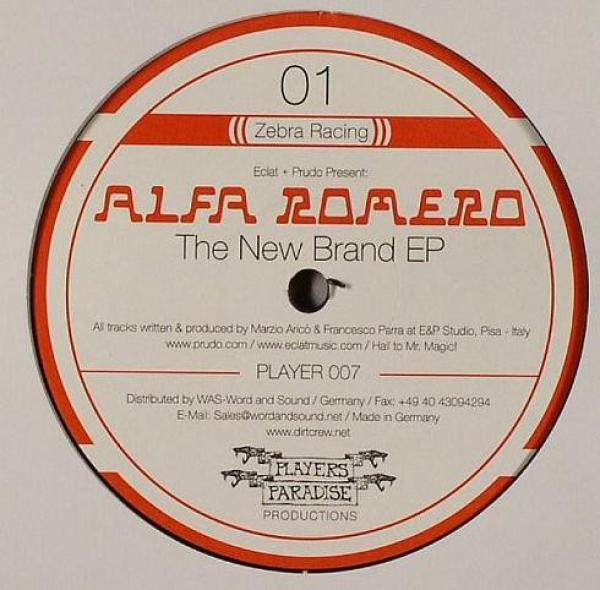 01
Zebra Racing
Eclat + Prudo Present:
ALFA ROMERO
The New Brand EP
All tracks written & produced by Marzio Aricò & Francesco Parra at E&P Studio, Pisa - Italy
www.prudo.com / www.eclatmusic.com / Hail to Mr. Magic!
PLAYER 007
Distributed by WAS-Word and Sound / Germany / Fax: +49 40 43094294
E-Mail: Sales@wordandsound.net / Made in Germany
www.dirtcrew.net
PLAYERS
PARADISE
PRODUCTIONS